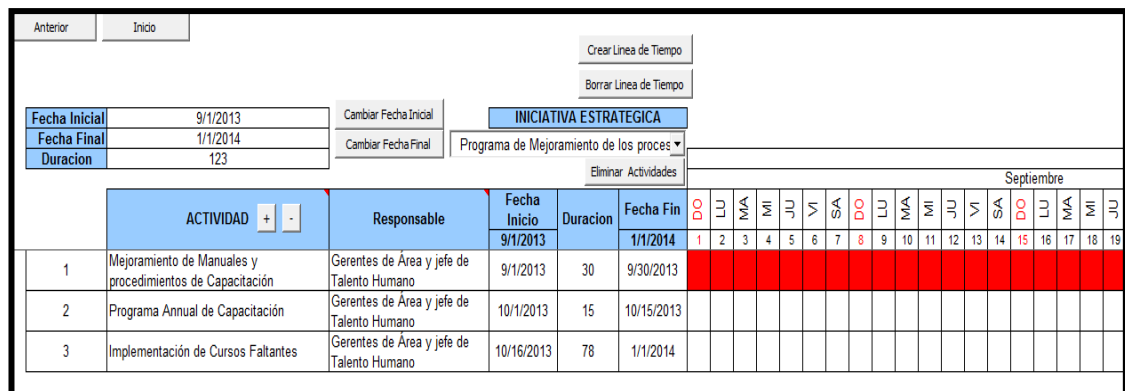 Anterior Inicio
Crear Linea de Tiempo
Borrar Linea de Tiempo
Fecha Inicial 9/1/2013 Cambiar Fecha Inicial INICIATIVA ESTRATEGICA
Fecha Final 1/1/2014 Cambiar Fecha Final Programa de Mejoramiento de los proces
Duracion 123
Eliminar Actividades
Septiembre
ACTIVIDAD + - Responsable Fecha Inicio Duracion Fecha Fin DO LU MA MI JU VI SA DO LU MA MI JU VI SA DO LU MA MI JU
9/1/2013 1/1/2014 1 2 3 4 5 6 7 8 9 10 11 12 13 14 15 16 17 18 19
1 Mejoramiento de Manuales y procedimientos de Capacitación Gerentes de Área y jefe de Talento Humano 9/1/2013 30 9/30/2013
2 Programa Annual de Capacitación Gerentes de Área y jefe de Talento Humano 10/1/2013 15 10/15/2013
3 Implementación de Cursos Faltantes Gerentes de Área y jefe de Talento Humano 10/16/2013 78 1/1/2014